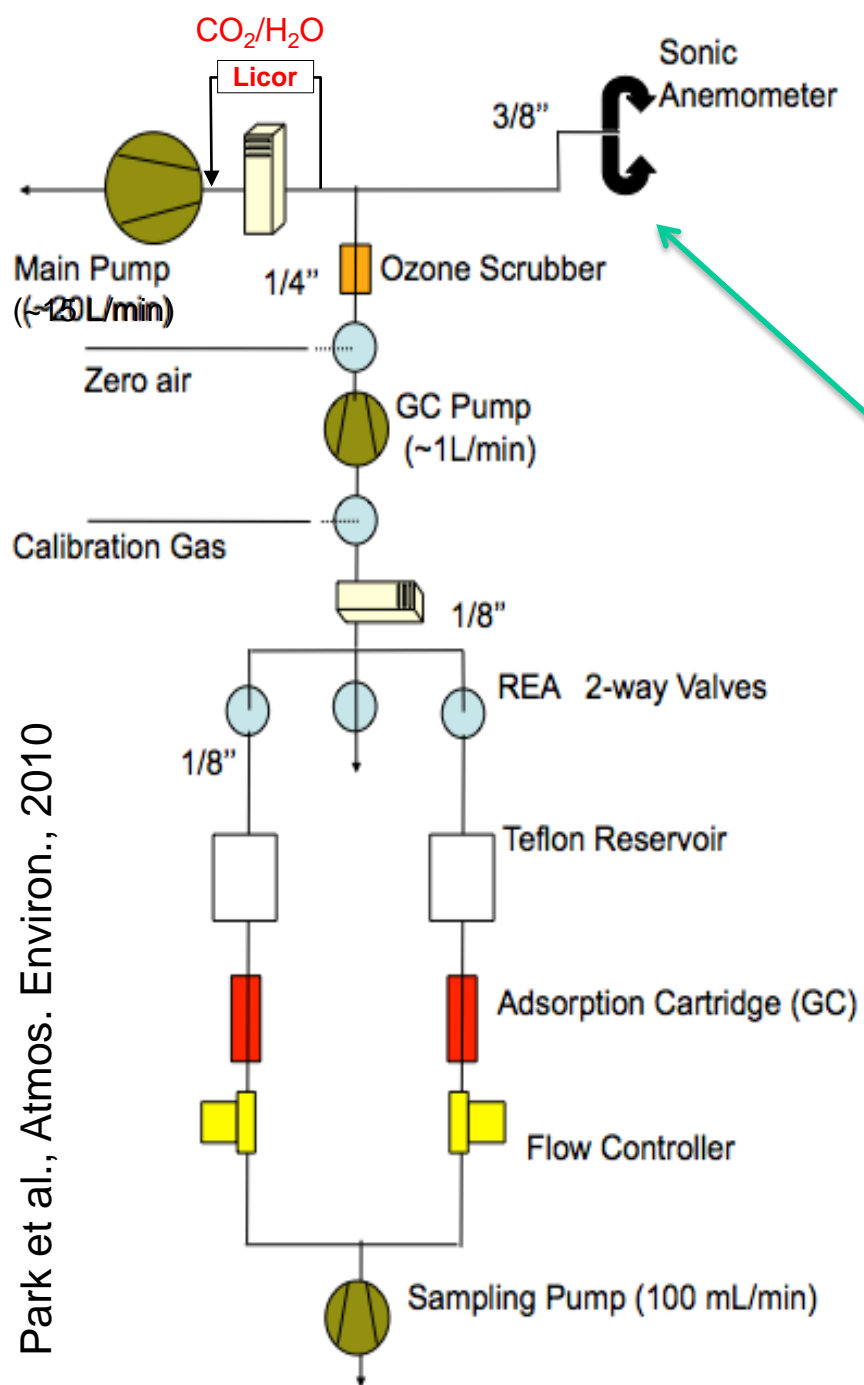 CO₂/H₂O
Licor
Sonic
Anemometer
3/8”
Main Pump
1/4”
Ozone Scrubber
Zero air
GC Pump
(~1L/min)
Calibration Gas
1/8”
REA 2-way Valves
1/8”
Teflon Reservoir
Adsorption Cartridge (GC)
Flow Controller
Sampling Pump (100 mL/min)
Park et al., Atmos. Environ., 2010